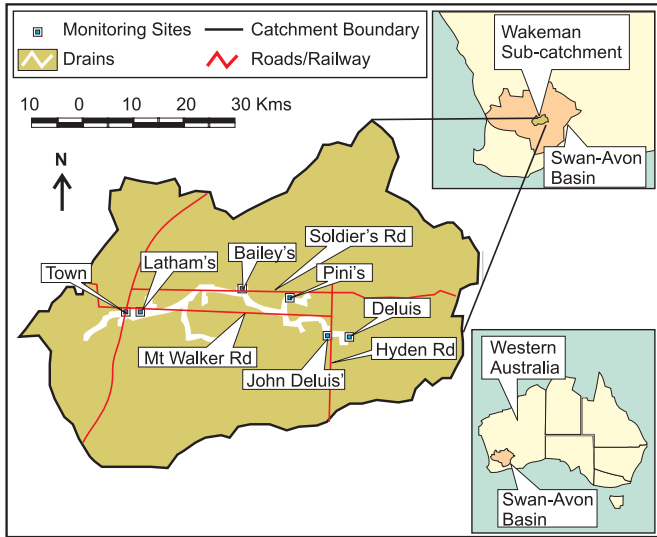 Monitoring Sites
Catchment Boundary
Drains
Roads/Railway
10 0 10 20 30 Kms
N
Wakeman
Sub-catchment
Swan-Avon
Basin
Soldier's Rd
Bailey's
Latham's
Pini's
Town
Deluis
Mt Walker Rd
Hyden Rd
John Deluis'
Western
Australia
Swan-Avon
Basin